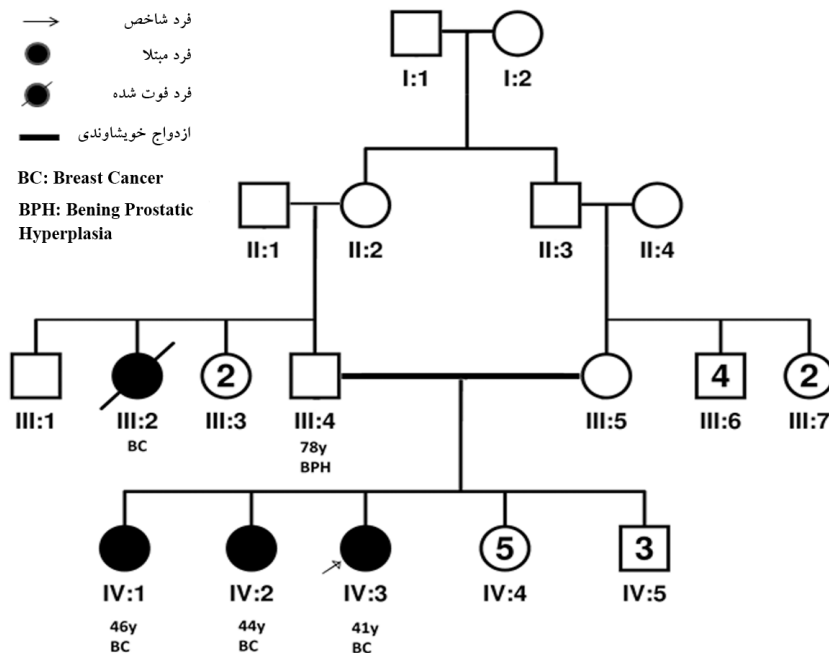 فرد شاخص
فرد مبتلا
فرد فوت شده
ازدواج خویشاوندی
BC: Breast Cancer
BPH: Bening Prostatic
Hyperplasia
I:1 I:2
II:1 II:2 II:3 II:4
2 4 2
III:1 III:2 III:3 III:4 III:5 III:6 III:7
BC 78y
BPH
5 3
IV:1 IV:2 IV:3 IV:4 IV:5
46y 44y 41y
BC BC BC